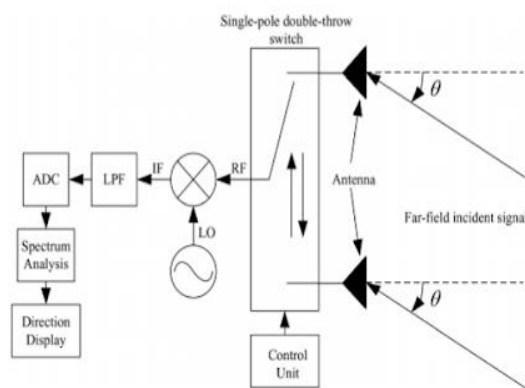 Single-pole double-throw
switch
θ
ADC
LPF
IF
RF
LO
Antenna
Far-field incident signal
Spectrum
Analysis
Direction
Display
Control
Unit
θ